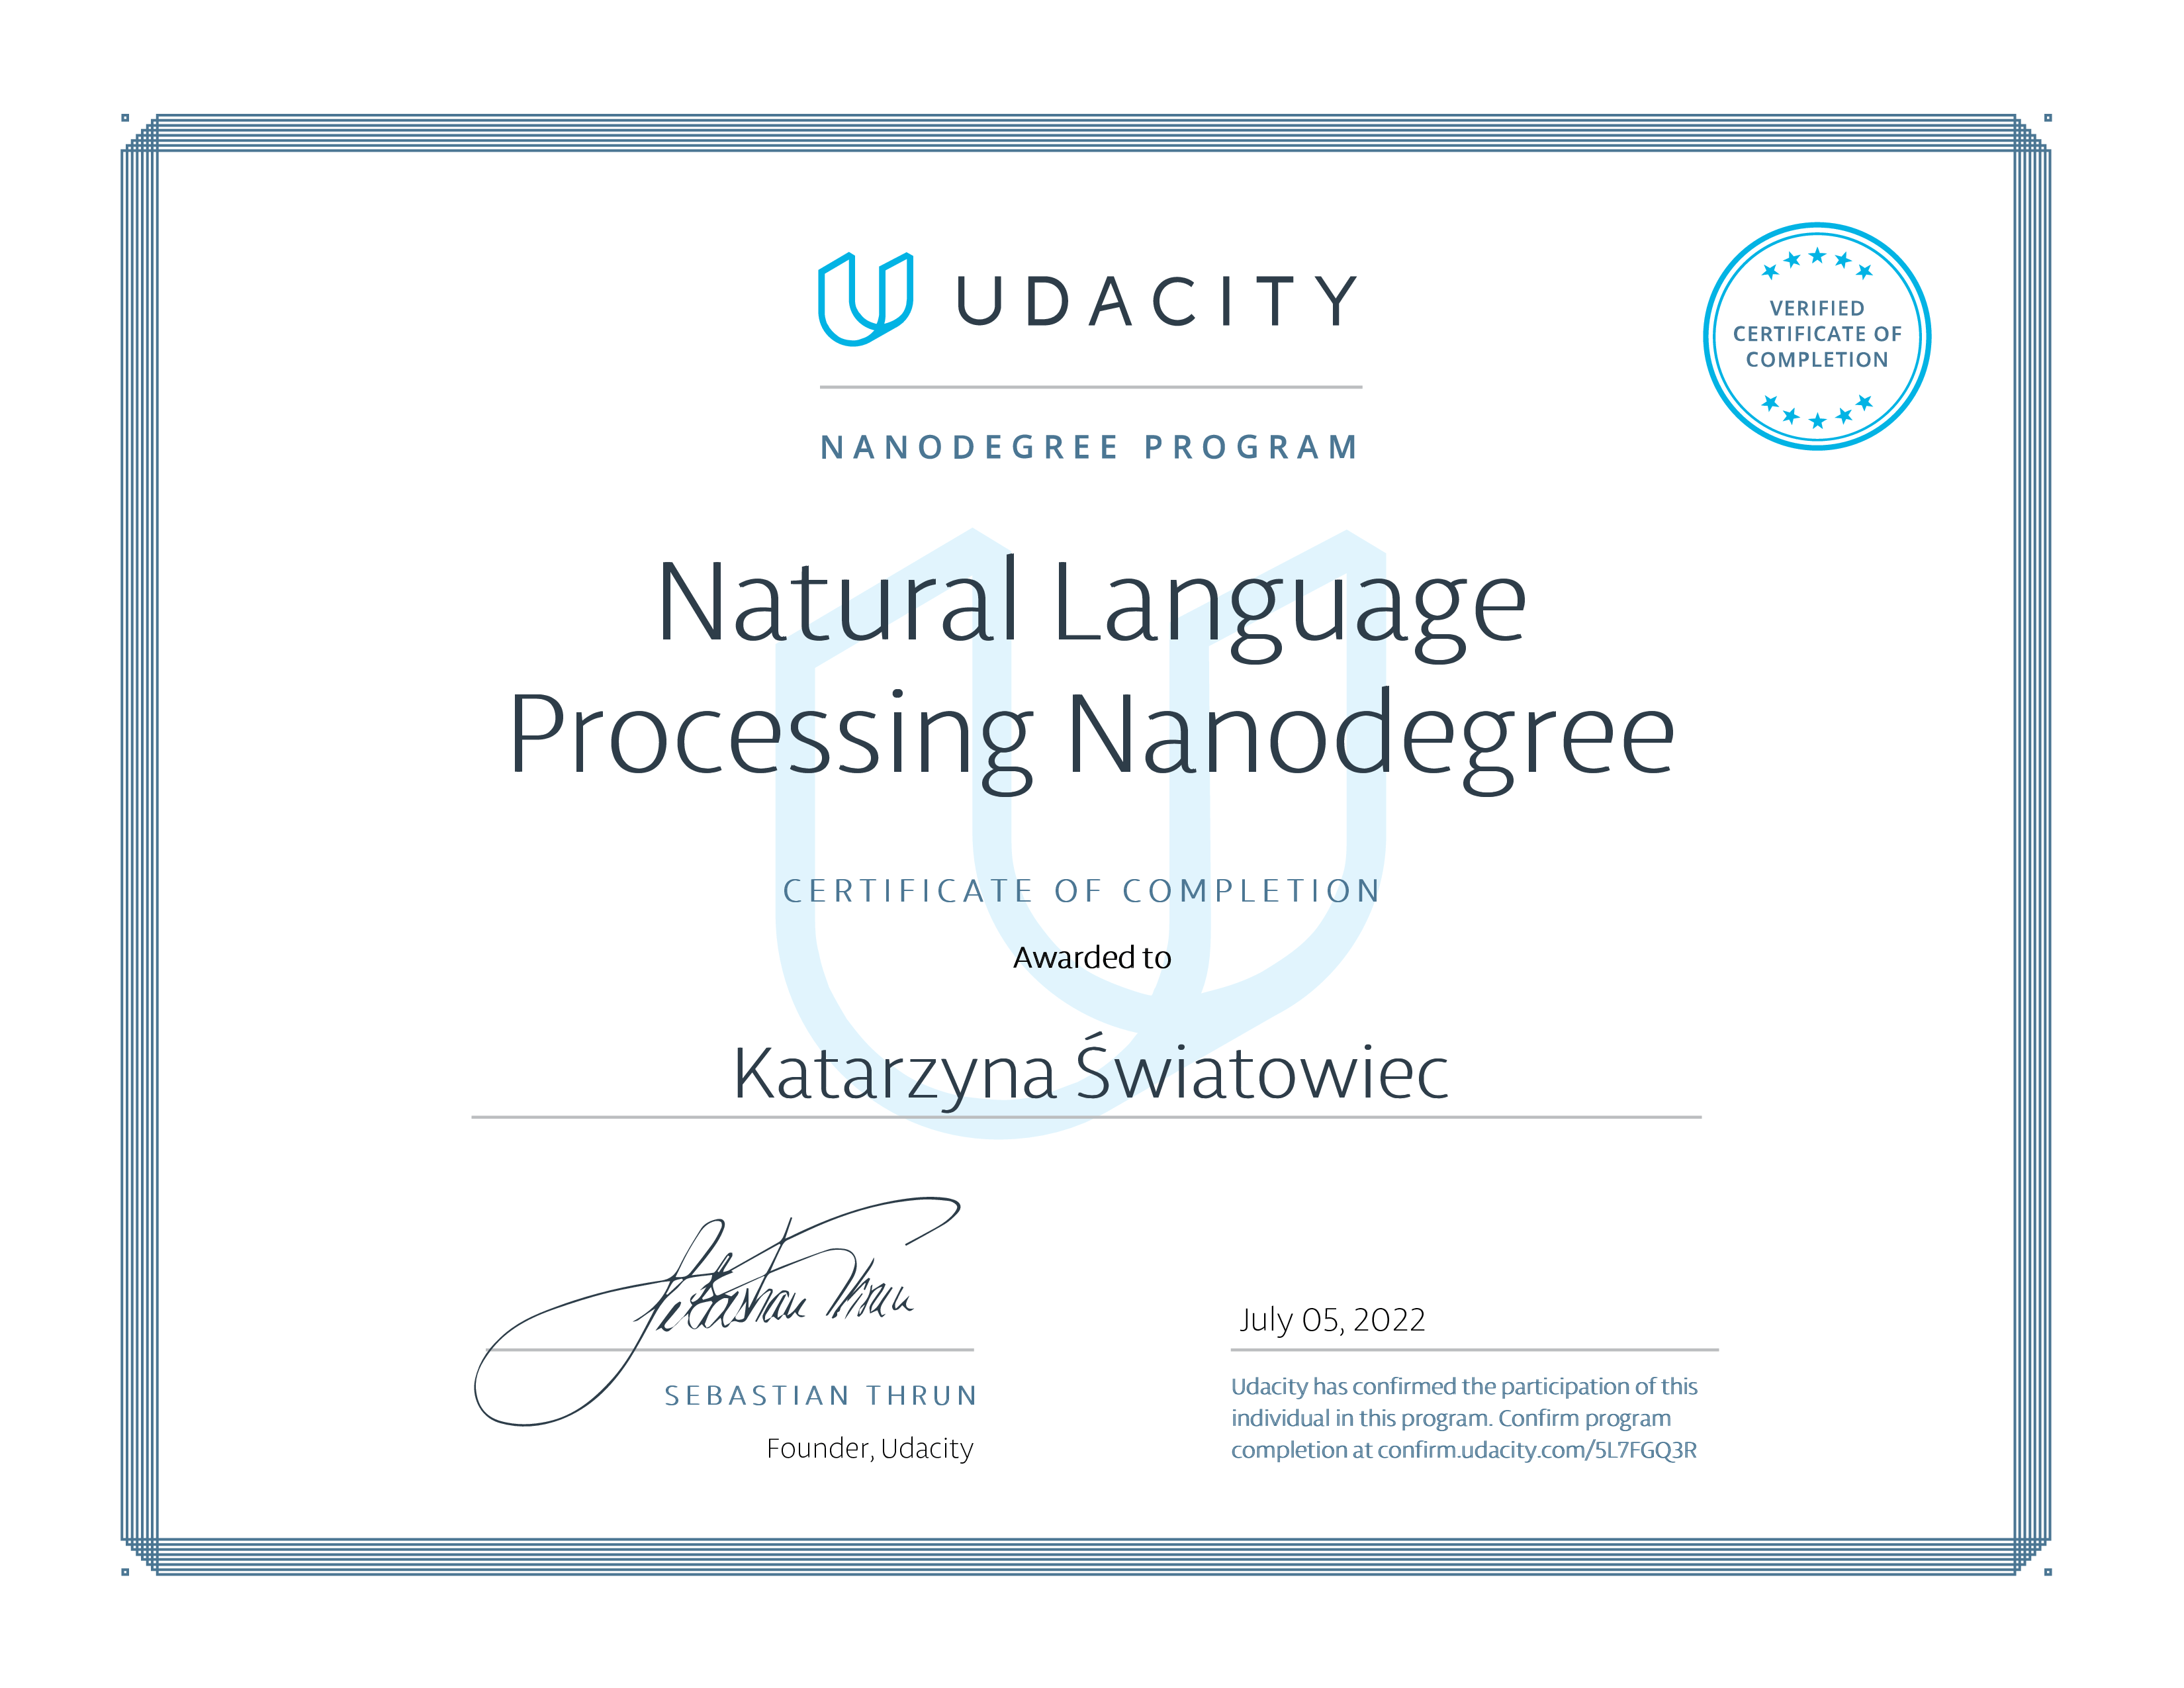 UDACITY
VERIFIED
CERTIFICATE OF
COMPLETION
NANODEGREE PROGRAM
Natural Language
Processing Nanodegree
CERTIFICATE OF COMPLETION
Awarded to
Katarzyna Światowiec
Sebastian Thrun
July 05, 2022
SEBASTIAN THRUN
Founder, Udacity
Udacity has confirmed the participation of this
individual in this program. Confirm program
completion at confirm.udacity.com/5L7FGQ3R